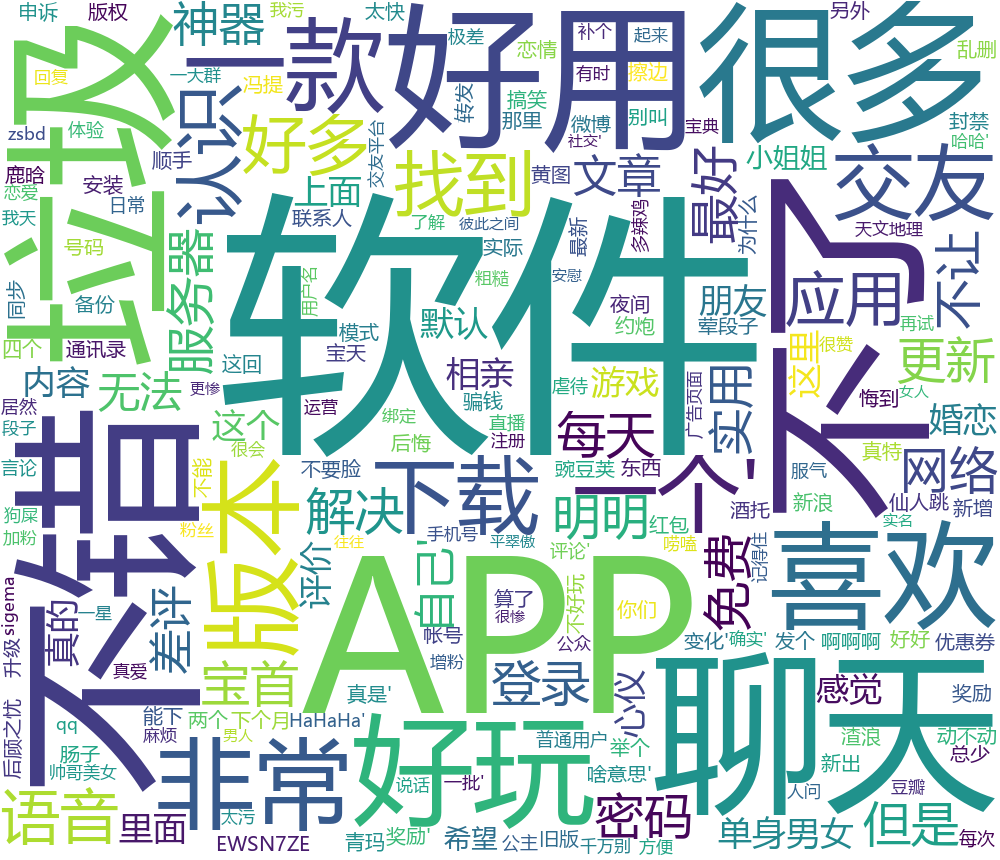 申诉
版权
神器
我污
太快
一款
好用
很多
极差
恋情
补个
起来
另外
乱删
垃圾
回复
一大群
冯提
搞笑
有时
擦边
转发
那里
微博
别叫
社交'
宝典
封禁
哈哈'
zsbd
体验
顺手
认识
好多
找到
文章
黄图
小姐姐
交友
鹿晗
恋爱
安装
日常
交友平台
上面
联系人
了解
彼此之间
最好
多辣鸡
为什么
天文地理
我天
号码
服务器
软件
不了
实际
最新
安慰
粗糙
用户名
应用
不让
同步
备份
模式
默认
夜间
约炮
朋友
荤段子
再试
四个
通讯录
这回
宝天
相亲
虐待
游戏
广告页面
实用
这里
很赞
更新
内容
无法
更惨
运营
绑定
骗钱
直播
注册
后悔
每天
一个'
悔到
女人
居然
段子
这个
很会
婚恋
真特
言论
不错
版本
不能
不要脸
下载
豌豆荚
东西
服气
网络
狗屎
加粉
粉丝
解决
手机号
明明
红包
酒托
新浪
仙人跳
新增
实名
往往
平翠傲
自己'
评论'
唠嗑
免费
记得住
喜欢
sigema
升级
一星
真的
差评
评价
APP
算了
很惨
不好玩
你们
帐号
增粉
公众
变化'
确实'
发个
啊啊啊
好好
优惠券
真爱
宝首
登录
心仪
聊天
感觉
奖励
后顾之忧
能下
麻烦
两个
下个月
男人
HaHaHa'
真是'
好玩
普通用户
举个
渣浪
动不动
总少
qq
肠子
帅哥美女
非常
说话
一批'
啥意思'
新出
人问
豆瓣
语音
里面
太污
EWSN7ZE
青玛
奖励'
希望
公主
旧版
千万别
方便
密码
单身男女
但是
每次